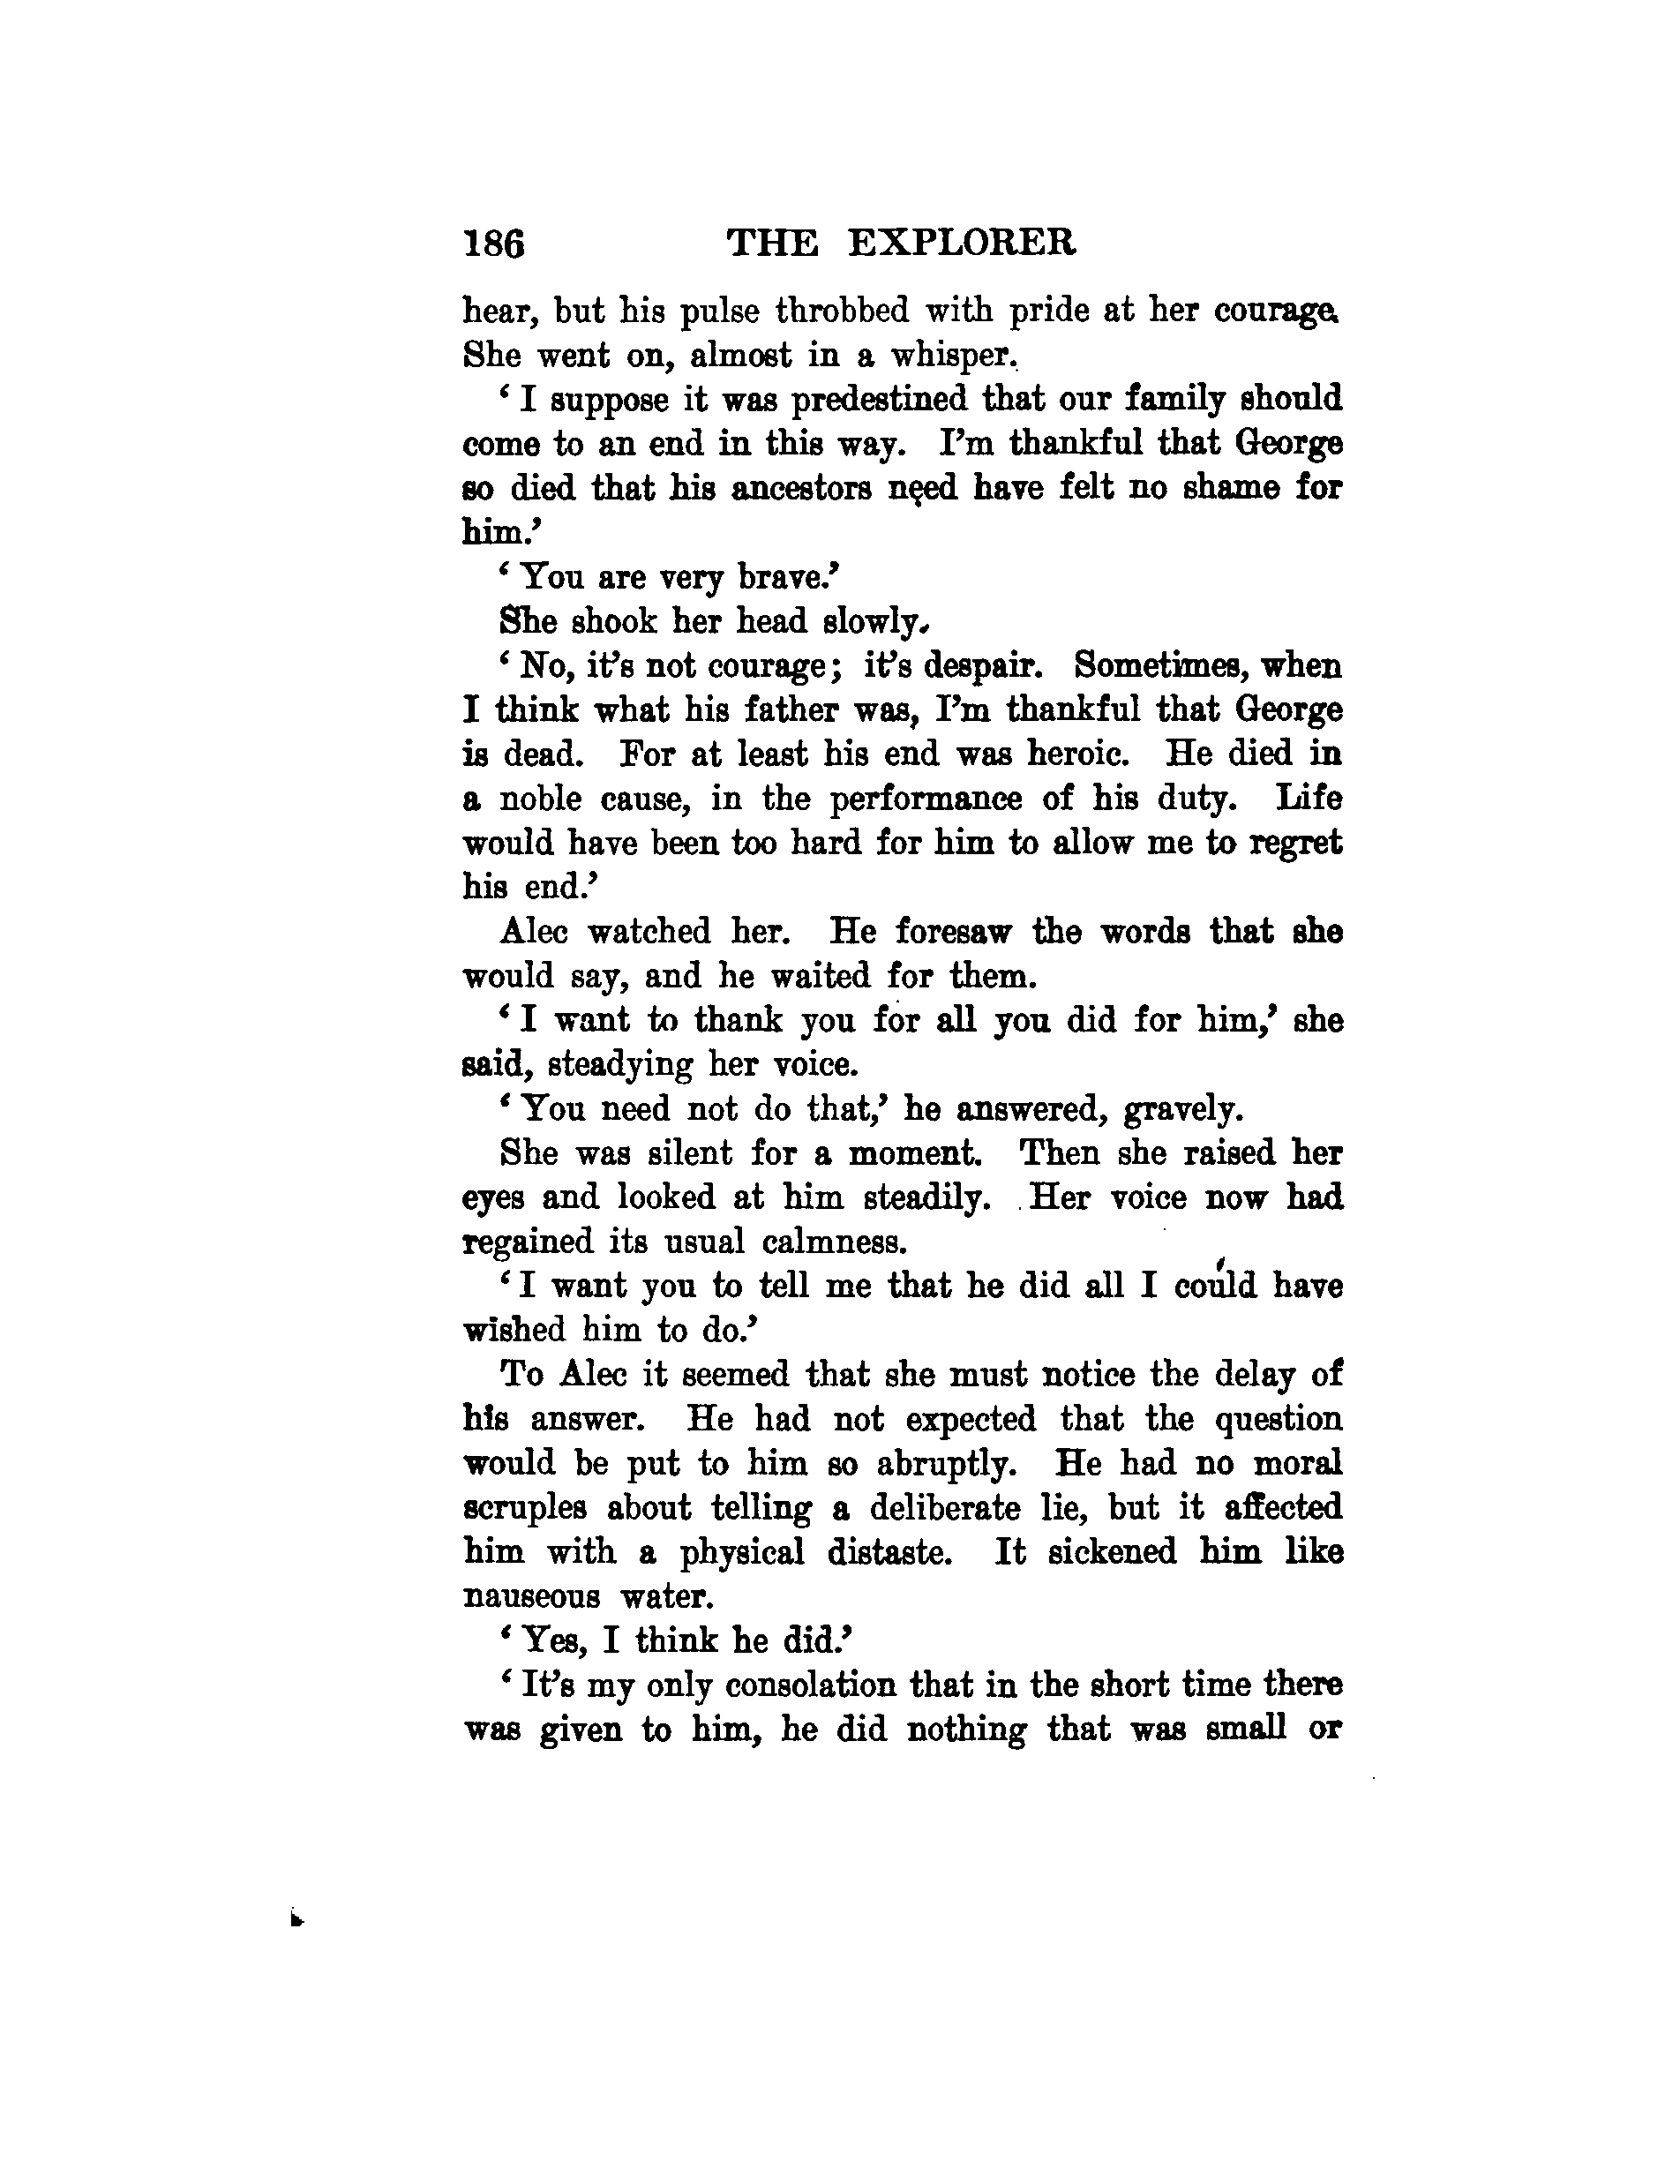 186 THE EXPLORER
hear, but his pulse throbbed with pride at her courage.
She went on, almost in a whisper.
‘I suppose it was predestined that our family should
come to an end in this way. I’m thankful that George
so died that his ancestors need have felt no shame for
him.’
‘You are very brave.’
She shook her head slowly.
‘No, it’s not courage; it’s despair. Sometimes, when
I think what his father was, I’m thankful that George
is dead. For at least his end was heroic. He died in
a noble cause, in the performance of his duty. Life
would have been too hard for him to allow me to regret
his end.’
Alec watched her. He foresaw the words that she
would say, and he waited for them.
‘I want to thank you for all you did for him,’ she
said, steadying her voice.
‘You need not do that,’ he answered, gravely.
She was silent for a moment. Then she raised her
eyes and looked at him steadily. Her voice now had
regained its usual calmness.
‘I want you to tell me that he did all I could have
wished him to do.’
To Alec it seemed that she must notice the delay of
his answer. He had not expected that the question
would be put to him so abruptly. He had no moral
scruples about telling a deliberate lie, but it affected
him with a physical distaste. It sickened him like
nauseous water.
‘Yes, I think he did.’
‘It’s my only consolation that in the short time there
was given to him, he did nothing that was small or